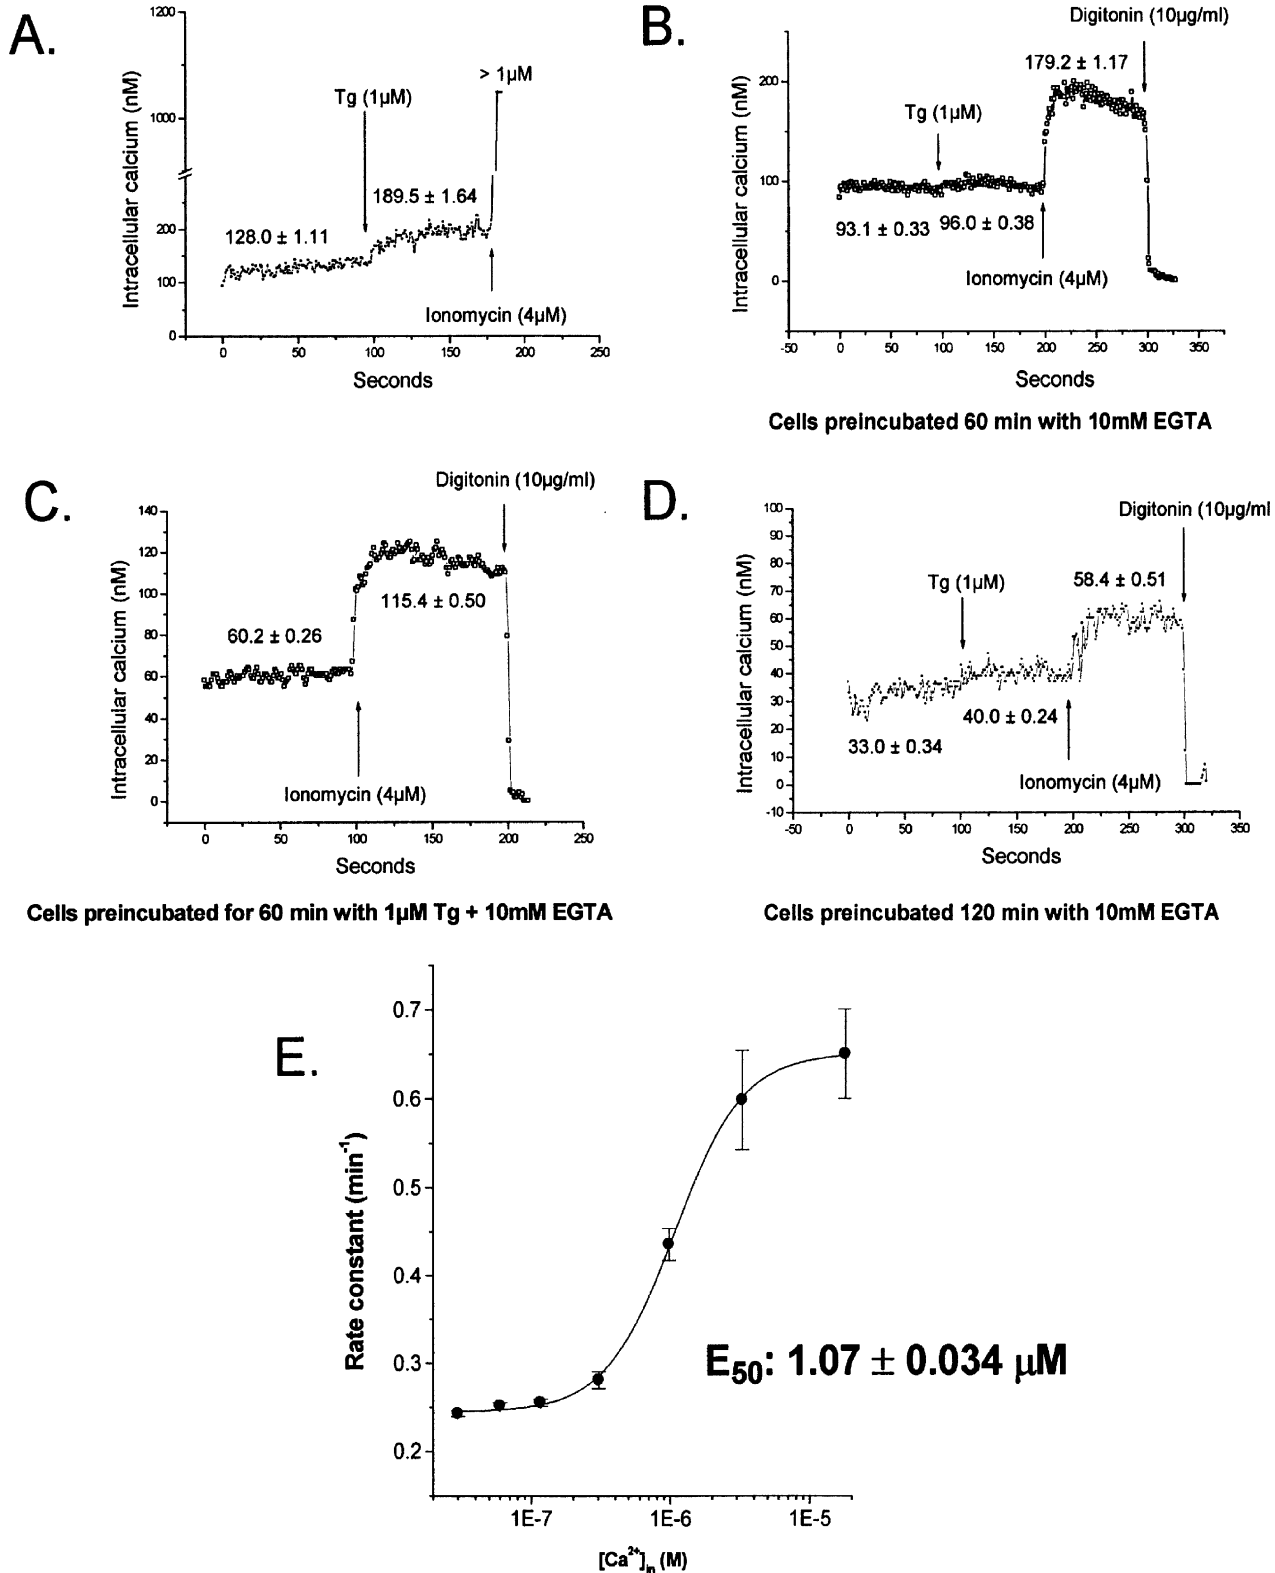 A.
1200
1000
200
100
0
Intracellular calcium (nM)
Tg (1µM)
> 1µM
189.5 ± 1.64
128.0 ± 1.11
Ionomycin (4µM)
0 50 100 150 200 250
Seconds
B.
Digitonin (10µg/ml)
200
100
0
Intracellular calcium (nM)
179.2 ± 1.17
Tg (1µM)
93.1 ± 0.33 96.0 ± 0.38
Ionomycin (4µM)
-50 0 50 100 150 200 250 300 350
Seconds
Cells preincubated 60 min with 10mM EGTA
C.
Digitonin (10µg/ml)
140
120
100
80
60
40
20
0
Intracellular calcium (nM)
115.4 ± 0.50
60.2 ± 0.26
Ionomycin (4µM)
0 50 100 150 200 250
Seconds
Cells preincubated for 60 min with 1µM Tg + 10mM EGTA
D.
Digitonin (10µg/ml
100
90
80
70
60
50
40
30
20
10
0
-10
Intracellular calcium (nM)
Tg (1µM)
58.4 ± 0.51
40.0 ± 0.24
33.0 ± 0.34
Ionomycin (4µM)
-50 0 50 100 150 200 250 300 350
Seconds
Cells preincubated 120 min with 10mM EGTA
E.
0.7
0.6
0.5
0.4
0.3
0.2
Rate constant (min⁻¹)
E₅₀: 1.07 ± 0.034 µM
1E-7 1E-6 1E-5
[Ca²⁺]ᵢₙ (M)